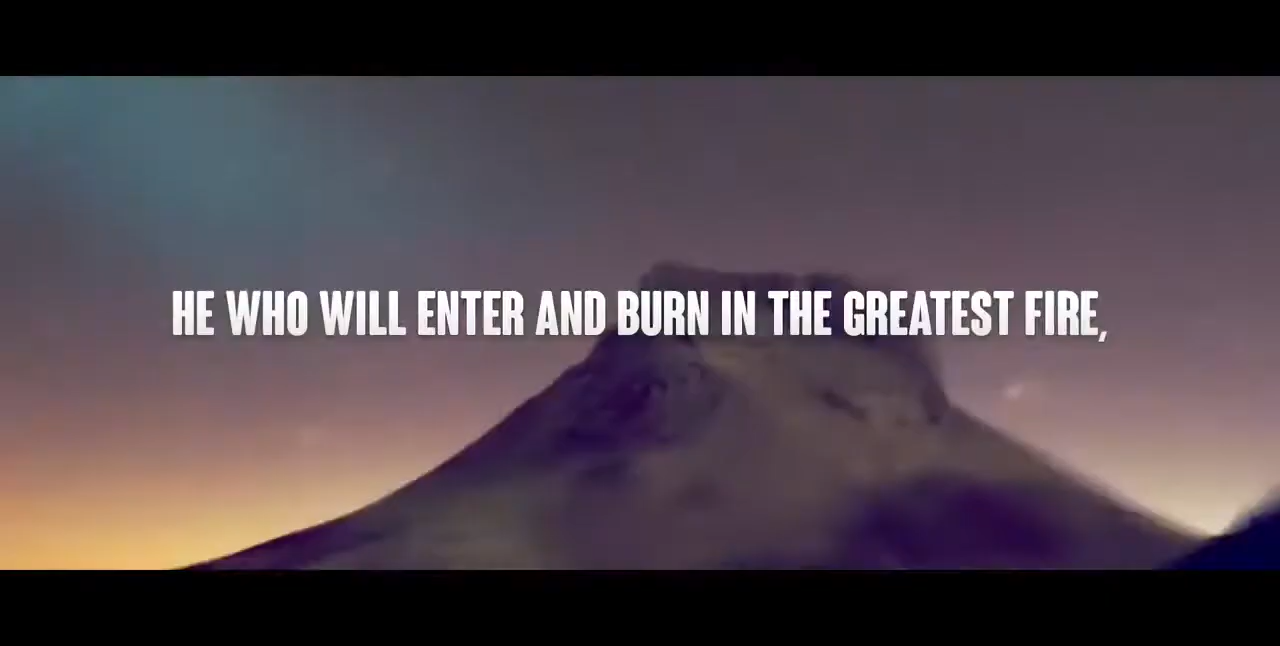 HE WHO WILL ENTER AND BURN IN THE GREATEST FIRE,